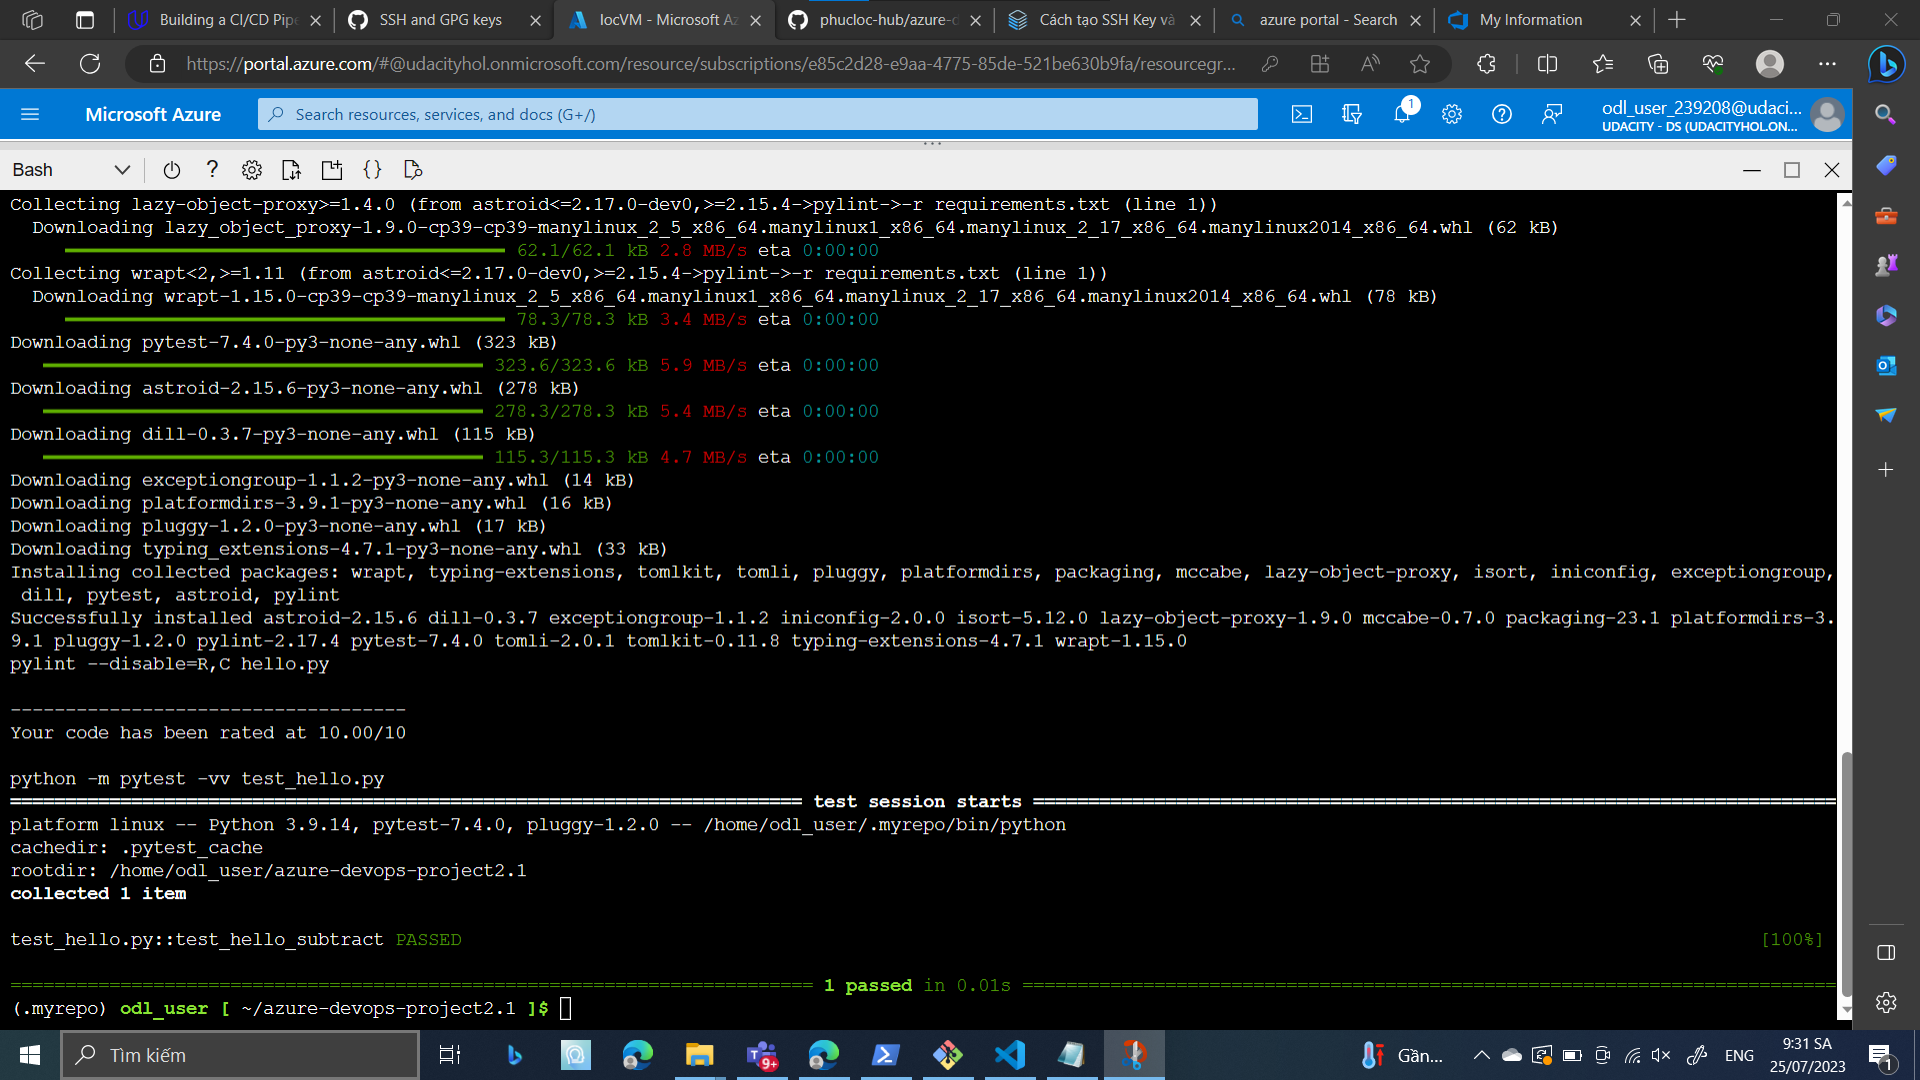 Building a CI/CD Pipe
SSH and GPG keys
locVM - Microsoft Az
phucloc-hub/azure-d
Cách tạo SSH Key và
azure portal - Search
My Information
https://portal.azure.com/#@udacityhol.onmicrosoft.com/resource/subscriptions/e85c2d28-e9aa-4775-85de-521be630b9fa/resourcegr...
Microsoft Azure
Search resources, services, and docs (G+/)
1
odl_user_239208@udaci...
UDACITY - DS (UDACITYHOL.ON...
Bash
Collecting lazy-object-proxy>=1.4.0 (from astroid<=2.17.0-dev0,>=2.15.4->pylint->-r requirements.txt (line 1))
Downloading lazy_object_proxy-1.9.0-cp39-cp39-manylinux_2_5_x86_64.manylinux1_x86_64.manylinux_2_17_x86_64.manylinux2014_x86_64.whl (62 kB)
62.1/62.1 kB 2.8 MB/s eta 0:00:00
Collecting wrapt<2,>=1.11 (from astroid<=2.17.0-dev0,>=2.15.4->pylint->-r requirements.txt (line 1))
Downloading wrapt-1.15.0-cp39-cp39-manylinux_2_5_x86_64.manylinux1_x86_64.manylinux_2_17_x86_64.manylinux2014_x86_64.whl (78 kB)
78.3/78.3 kB 3.4 MB/s eta 0:00:00
Downloading pytest-7.4.0-py3-none-any.whl (323 kB)
323.6/323.6 kB 5.9 MB/s eta 0:00:00
Downloading astroid-2.15.6-py3-none-any.whl (278 kB)
278.3/278.3 kB 5.4 MB/s eta 0:00:00
Downloading dill-0.3.7-py3-none-any.whl (115 kB)
115.3/115.3 kB 4.7 MB/s eta 0:00:00
Downloading exceptiongroup-1.1.2-py3-none-any.whl (14 kB)
Downloading platformdirs-3.9.1-py3-none-any.whl (16 kB)
Downloading pluggy-1.2.0-py3-none-any.whl (17 kB)
Downloading typing_extensions-4.7.1-py3-none-any.whl (33 kB)
Installing collected packages: wrapt, typing-extensions, tomlkit, tomli, pluggy, platformdirs, packaging, mccabe, lazy-object-proxy, isort, iniconfig, exceptiongroup,
dill, pytest, astroid, pylint
Successfully installed astroid-2.15.6 dill-0.3.7 exceptiongroup-1.1.2 iniconfig-2.0.0 isort-5.12.0 lazy-object-proxy-1.9.0 mccabe-0.7.0 packaging-23.1 platformdirs-3.
9.1 pluggy-1.2.0 pylint-2.17.4 pytest-7.4.0 tomli-2.0.1 tomlkit-0.11.8 typing-extensions-4.7.1 wrapt-1.15.0
pylint --disable=R,C hello.py
------------------------------------
Your code has been rated at 10.00/10
python -m pytest -vv test_hello.py
======== test session starts ========
platform linux -- Python 3.9.14, pytest-7.4.0, pluggy-1.2.0 -- /home/odl_user/.myrepo/bin/python
cachedir: .pytest_cache
rootdir: /home/odl_user/azure-devops-project2.1
collected 1 item
test_hello.py::test_hello_subtract PASSED [100%]
======== 1 passed in 0.01s ========
(.myrepo) odl_user [ ~/azure-devops-project2.1 ]$
Tìm kiếm
9+
Gần...
ENG
9:31 SA
25/07/2023
1